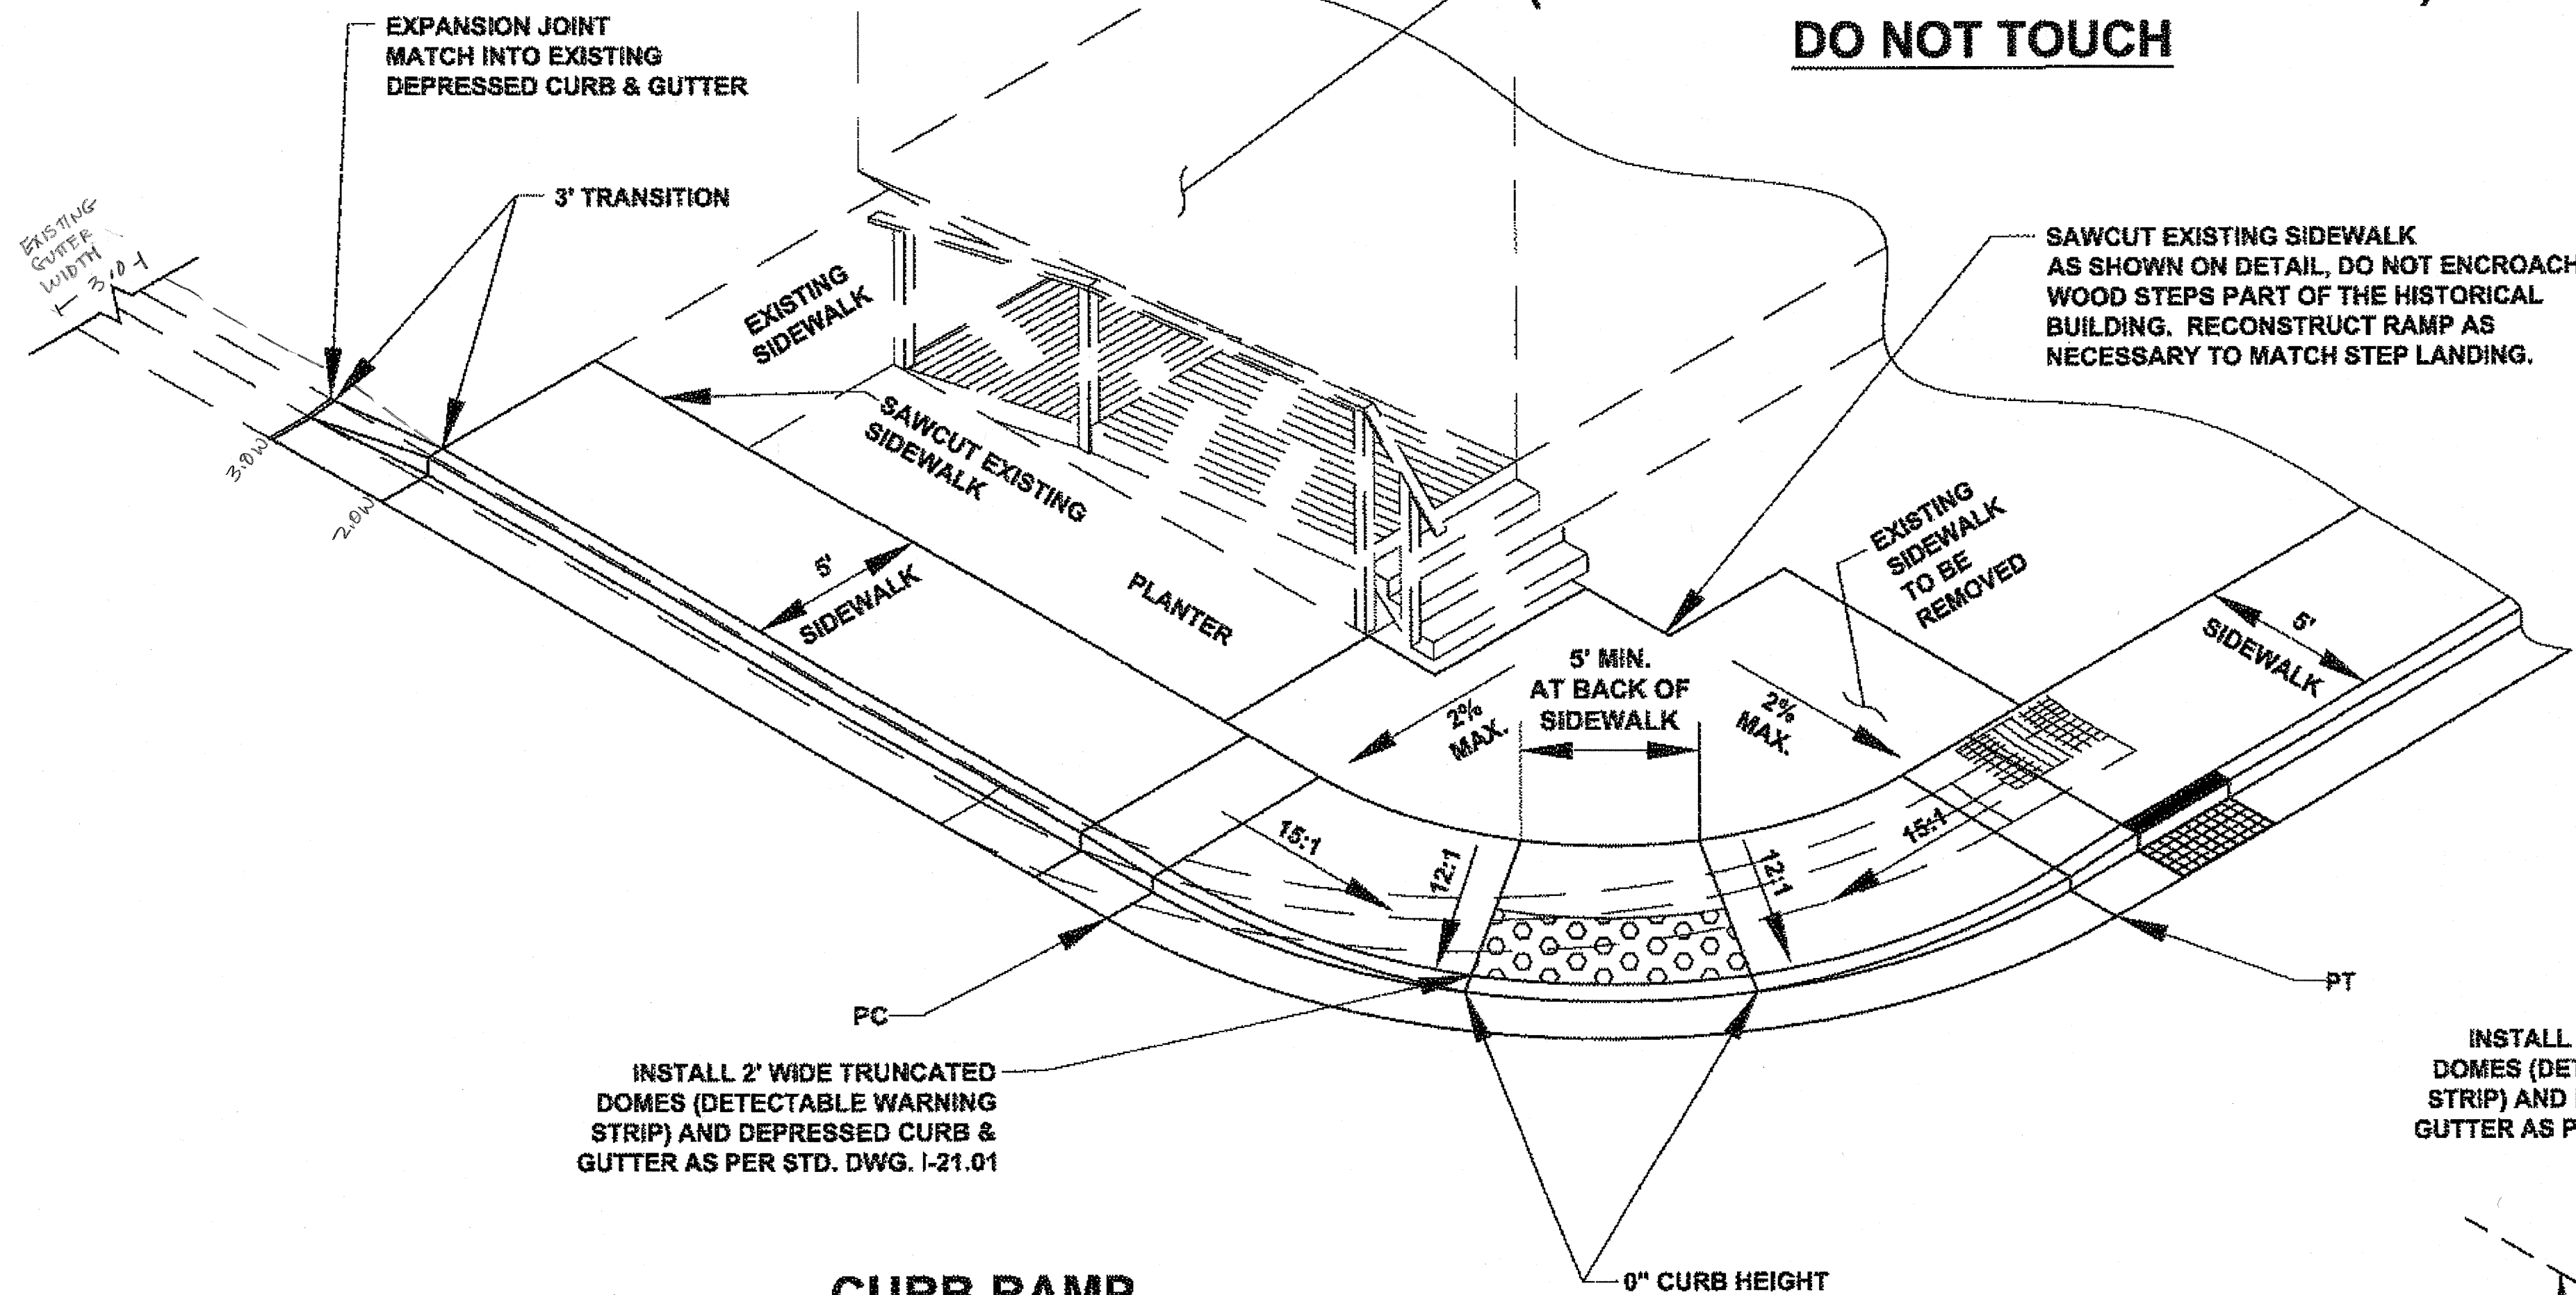 DO NOT TOUCH
EXPANSION JOINT
MATCH INTO EXISTING
DEPRESSED CURB & GUTTER
3' TRANSITION
EXISTING
GUTTER
WIDTH
3.0
3.0W
2.0W
EXISTING
SIDEWALK
SAWCUT EXISTING
SIDEWALK
SAWCUT EXISTING SIDEWALK
AS SHOWN ON DETAIL, DO NOT ENCROACH
WOOD STEPS PART OF THE HISTORICAL
BUILDING. RECONSTRUCT RAMP AS
NECESSARY TO MATCH STEP LANDING.
5'
SIDEWALK
PLANTER
EXISTING
SIDEWALK
TO BE
REMOVED
5'
SIDEWALK
5' MIN.
AT BACK OF
SIDEWALK
2%
MAX.
2%
MAX.
15:1
12:1
12:1
15:1
PC
PT
INSTALL 2' WIDE TRUNCATED
DOMES (DETECTABLE WARNING
STRIP) AND DEPRESSED CURB &
GUTTER AS PER STD. DWG. I-21.01
INSTALL
DOMES (DET
STRIP) AND
GUTTER AS P
0" CURB HEIGHT
CURB RAMP